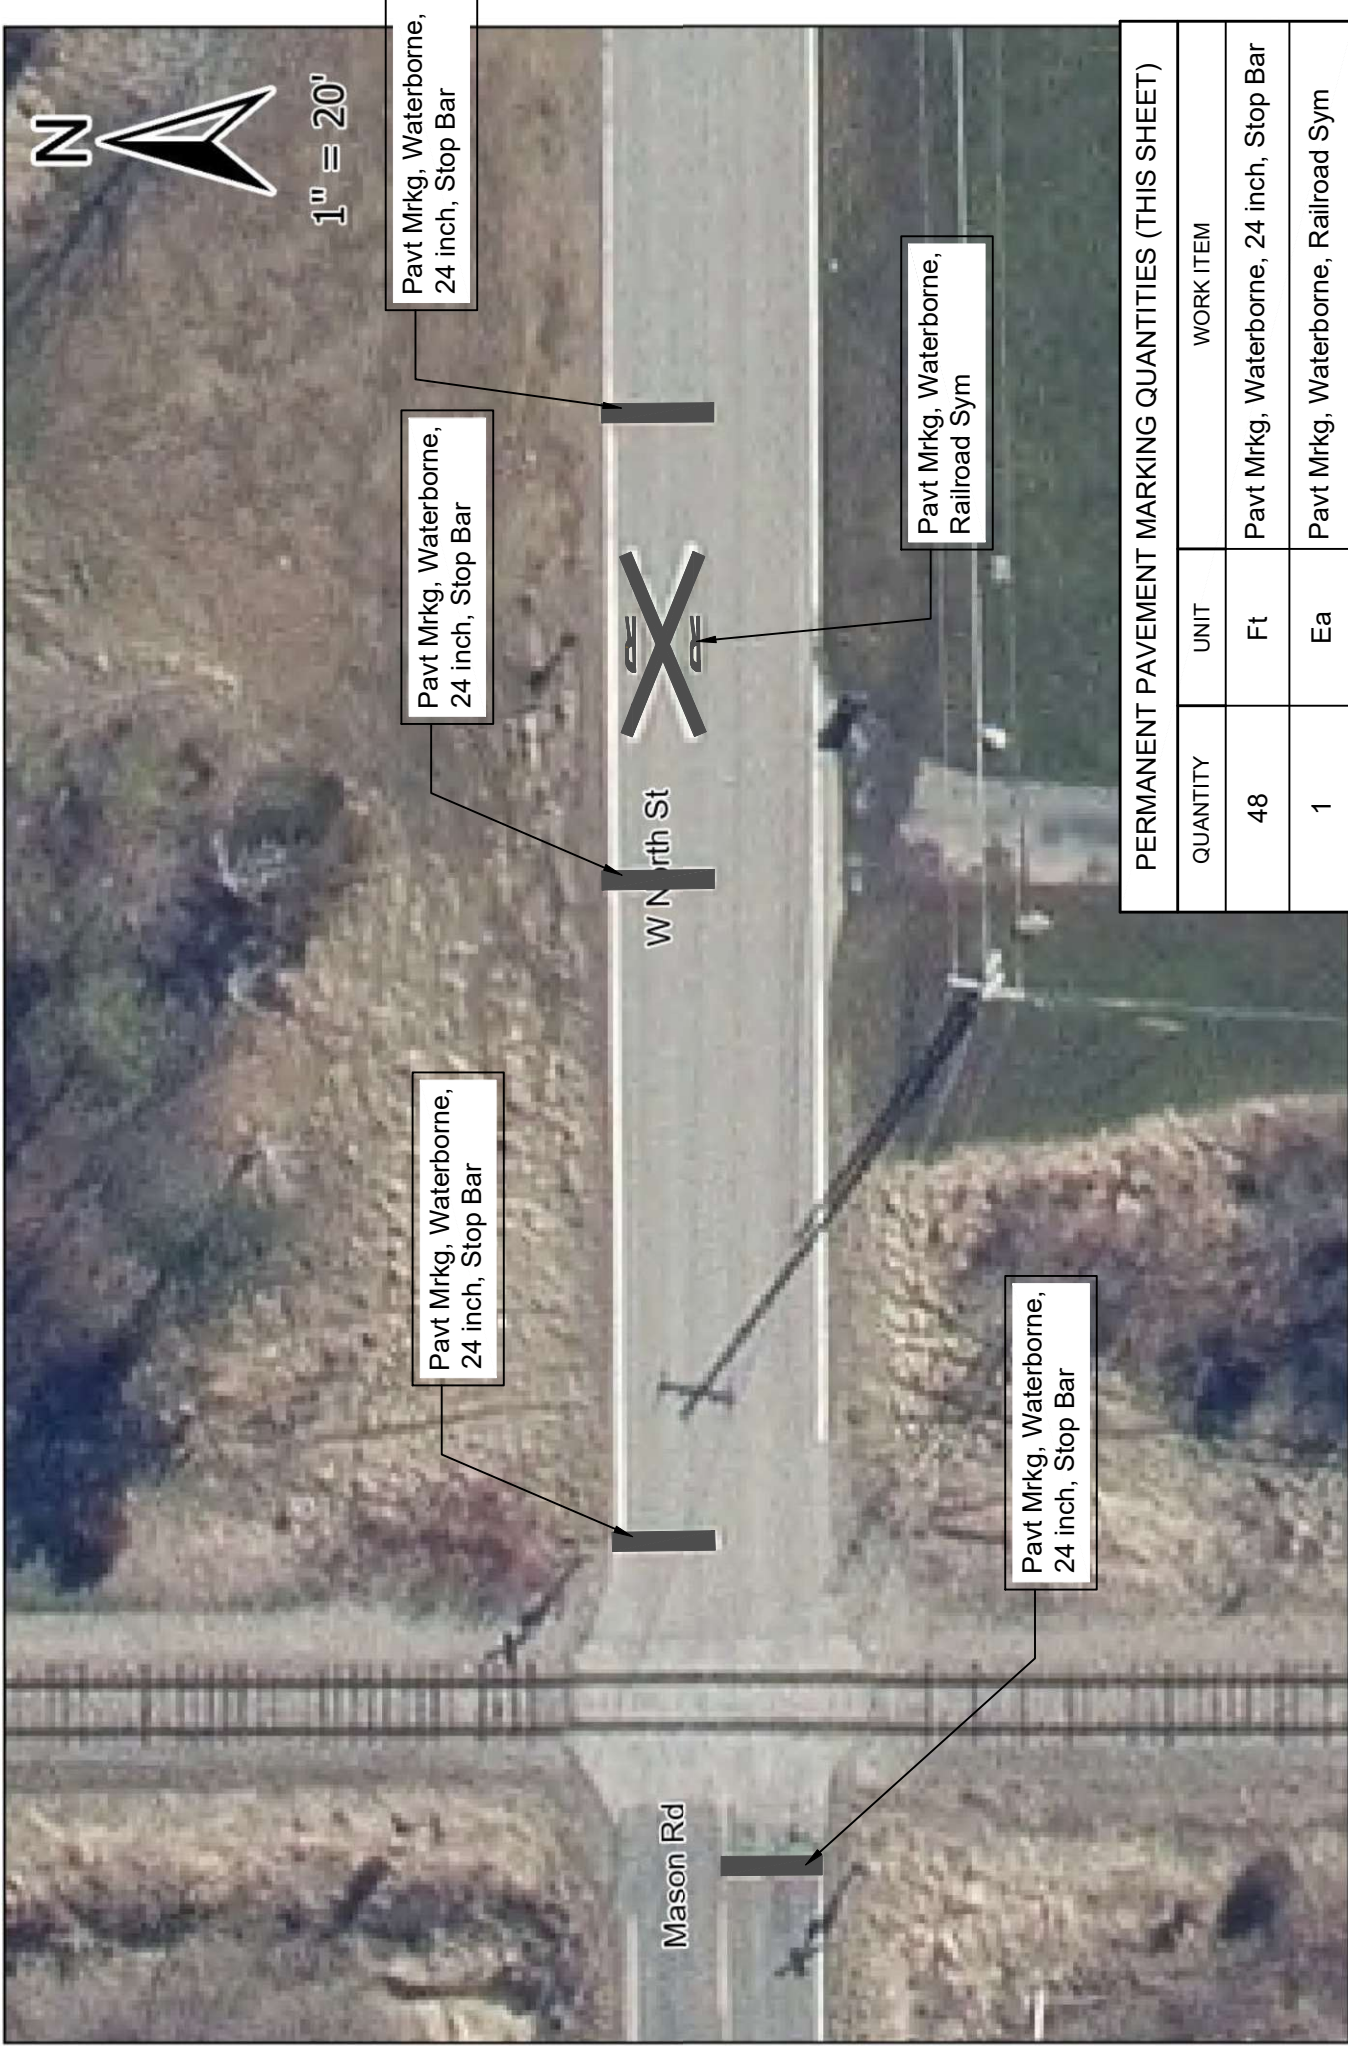 N
1" = 20'
Pavt Mrkg, Waterborne,
24 inch, Stop Bar
Pavt Mrkg, Waterborne,
24 inch, Stop Bar
Pavt Mrkg, Waterborne,
24 inch, Stop Bar
Pavt Mrkg, Waterborne,
24 inch, Stop Bar
Mason Rd
W North St
R
R
Pavt Mrkg, Waterborne,
Railroad Sym
PERMANENT PAVEMENT MARKING QUANTITIES (THIS SHEET)
QUANTITY UNIT WORK ITEM
48 Ft Pavt Mrkg, Waterborne, 24 inch, Stop Bar
1 Ea Pavt Mrkg, Waterborne, Railroad Sym